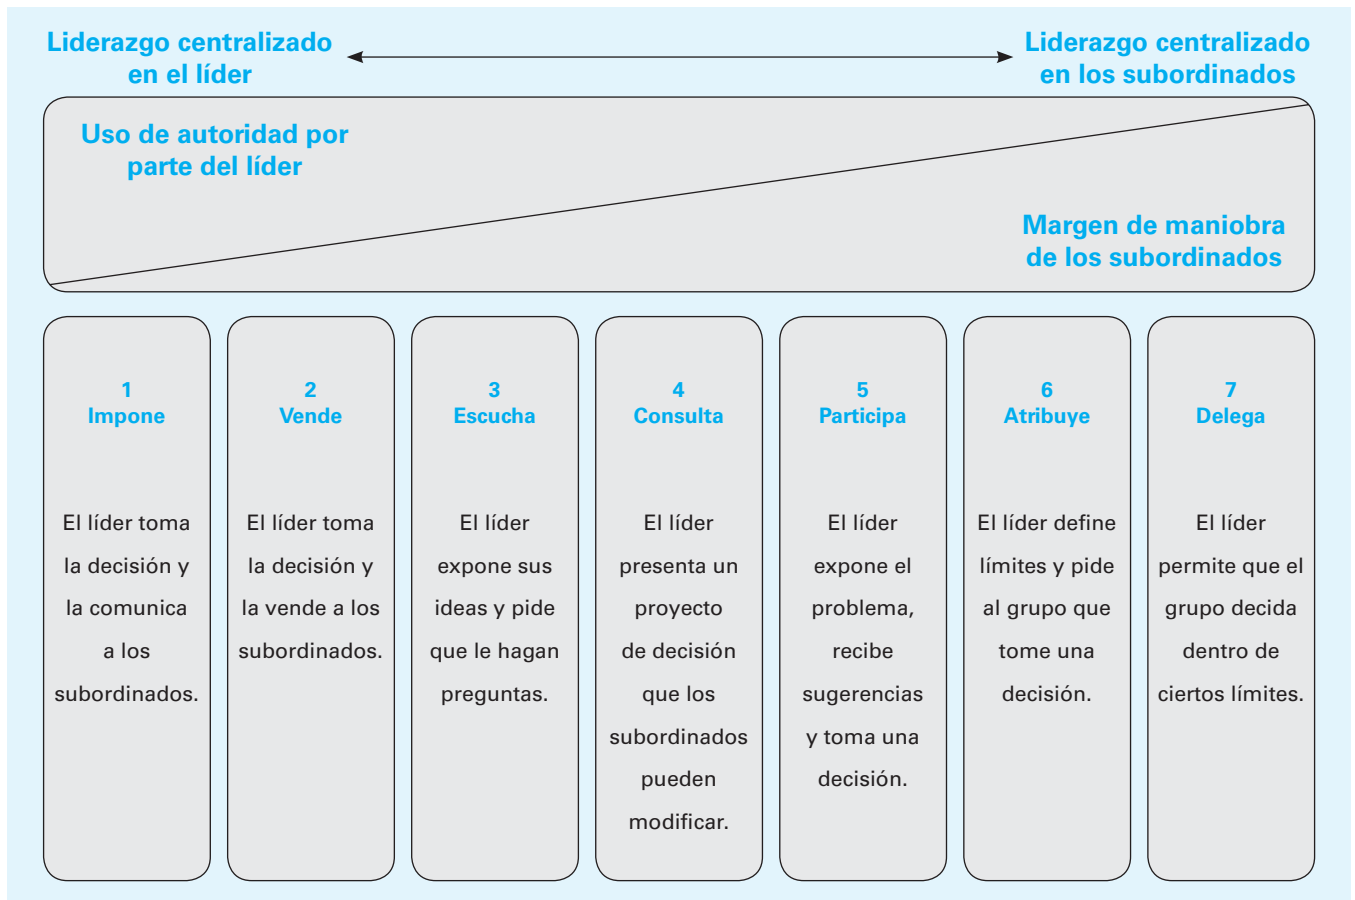 Liderazgo centralizado
en el líder
Liderazgo centralizado
en los subordinados
Uso de autoridad por
parte del líder
Margen de maniobra
de los subordinados
1
Impone
El líder toma
la decisión y
la comunica
a los
subordinados.
2
Vende
El líder toma
la decisión y
la vende a los
subordinados.
3
Escucha
El líder
expone sus
ideas y pide
que le hagan
preguntas.
4
Consulta
El líder
presenta un
proyecto
de decisión
que los
subordinados
pueden
modificar.
5
Participa
El líder
expone el
problema,
recibe
sugerencias
y toma una
decisión.
6
Atribuye
El líder define
límites y pide
al grupo que
tome una
decisión.
7
Delega
El líder
permite que el
grupo decida
dentro de
ciertos límites.